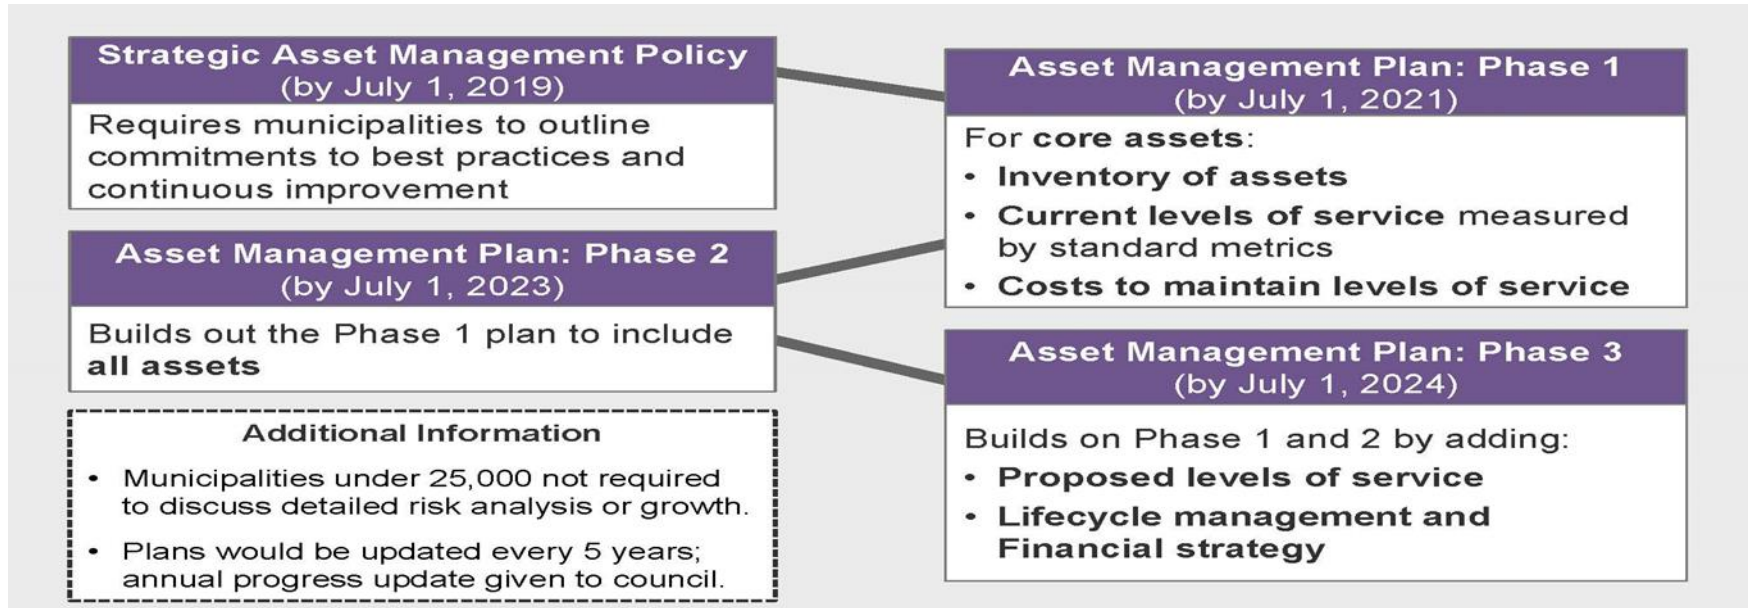 Strategic Asset Management Policy
(by July 1, 2019)
Requires municipalities to outline
commitments to best practices and
continuous improvement
Asset Management Plan: Phase 1
(by July 1, 2021)
For core assets:
• Inventory of assets
• Current levels of service measured
by standard metrics
• Costs to maintain levels of service
Asset Management Plan: Phase 2
(by July 1, 2023)
Builds out the Phase 1 plan to include
all assets
Asset Management Plan: Phase 3
(by July 1, 2024)
Builds on Phase 1 and 2 by adding:
• Proposed levels of service
• Lifecycle management and
Financial strategy
Additional Information
• Municipalities under 25,000 not required
to discuss detailed risk analysis or growth.
• Plans would be updated every 5 years;
annual progress update given to council.